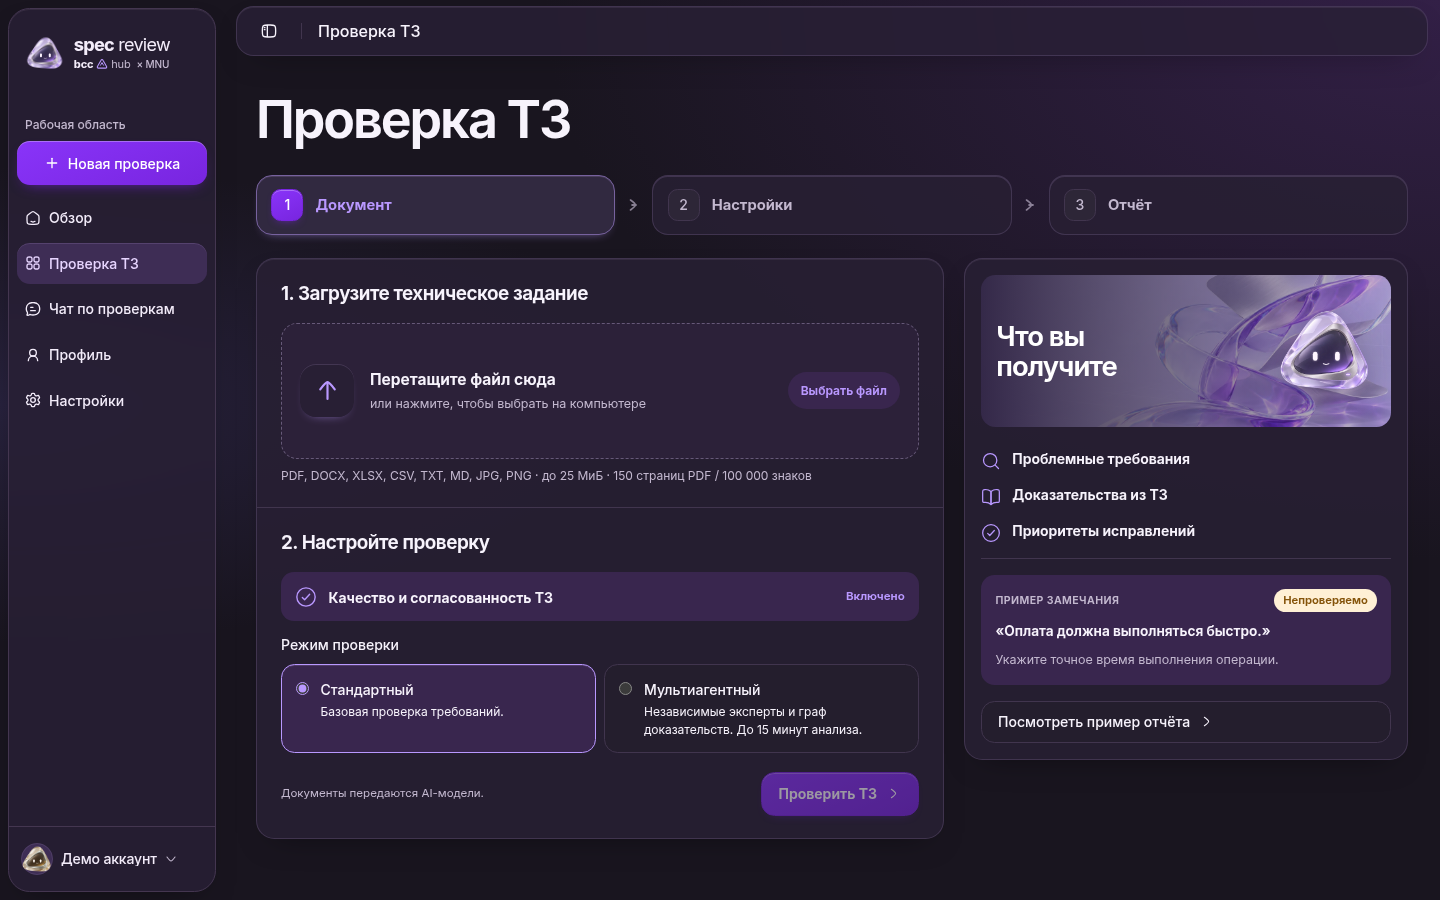 spec review
bcc hub × MNU
Рабочая область
Новая проверка
Обзор
Проверка ТЗ
Чат по проверкам
Профиль
Настройки
Демо аккаунт
Проверка ТЗ
Проверка ТЗ
1 Документ
2 Настройки
3 Отчёт
1. Загрузите техническое задание
Перетащите файл сюда
или нажмите, чтобы выбрать на компьютере
Выбрать файл
PDF, DOCX, XLSX, CSV, TXT, MD, JPG, PNG · до 25 МиБ · 150 страниц PDF / 100 000 знаков
2. Настройте проверку
Качество и согласованность ТЗ
Включено
Режим проверки
Стандартный
Базовая проверка требований.
Мультиагентный
Независимые эксперты и граф
доказательств. До 15 минут анализа.
Документы передаются AI-модели.
Проверить ТЗ
Что вы
получите
Проблемные требования
Доказательства из ТЗ
Приоритеты исправлений
ПРИМЕР ЗАМЕЧАНИЯ
Непроверяемо
«Оплата должна выполняться быстро.»
Укажите точное время выполнения операции.
Посмотреть пример отчёта